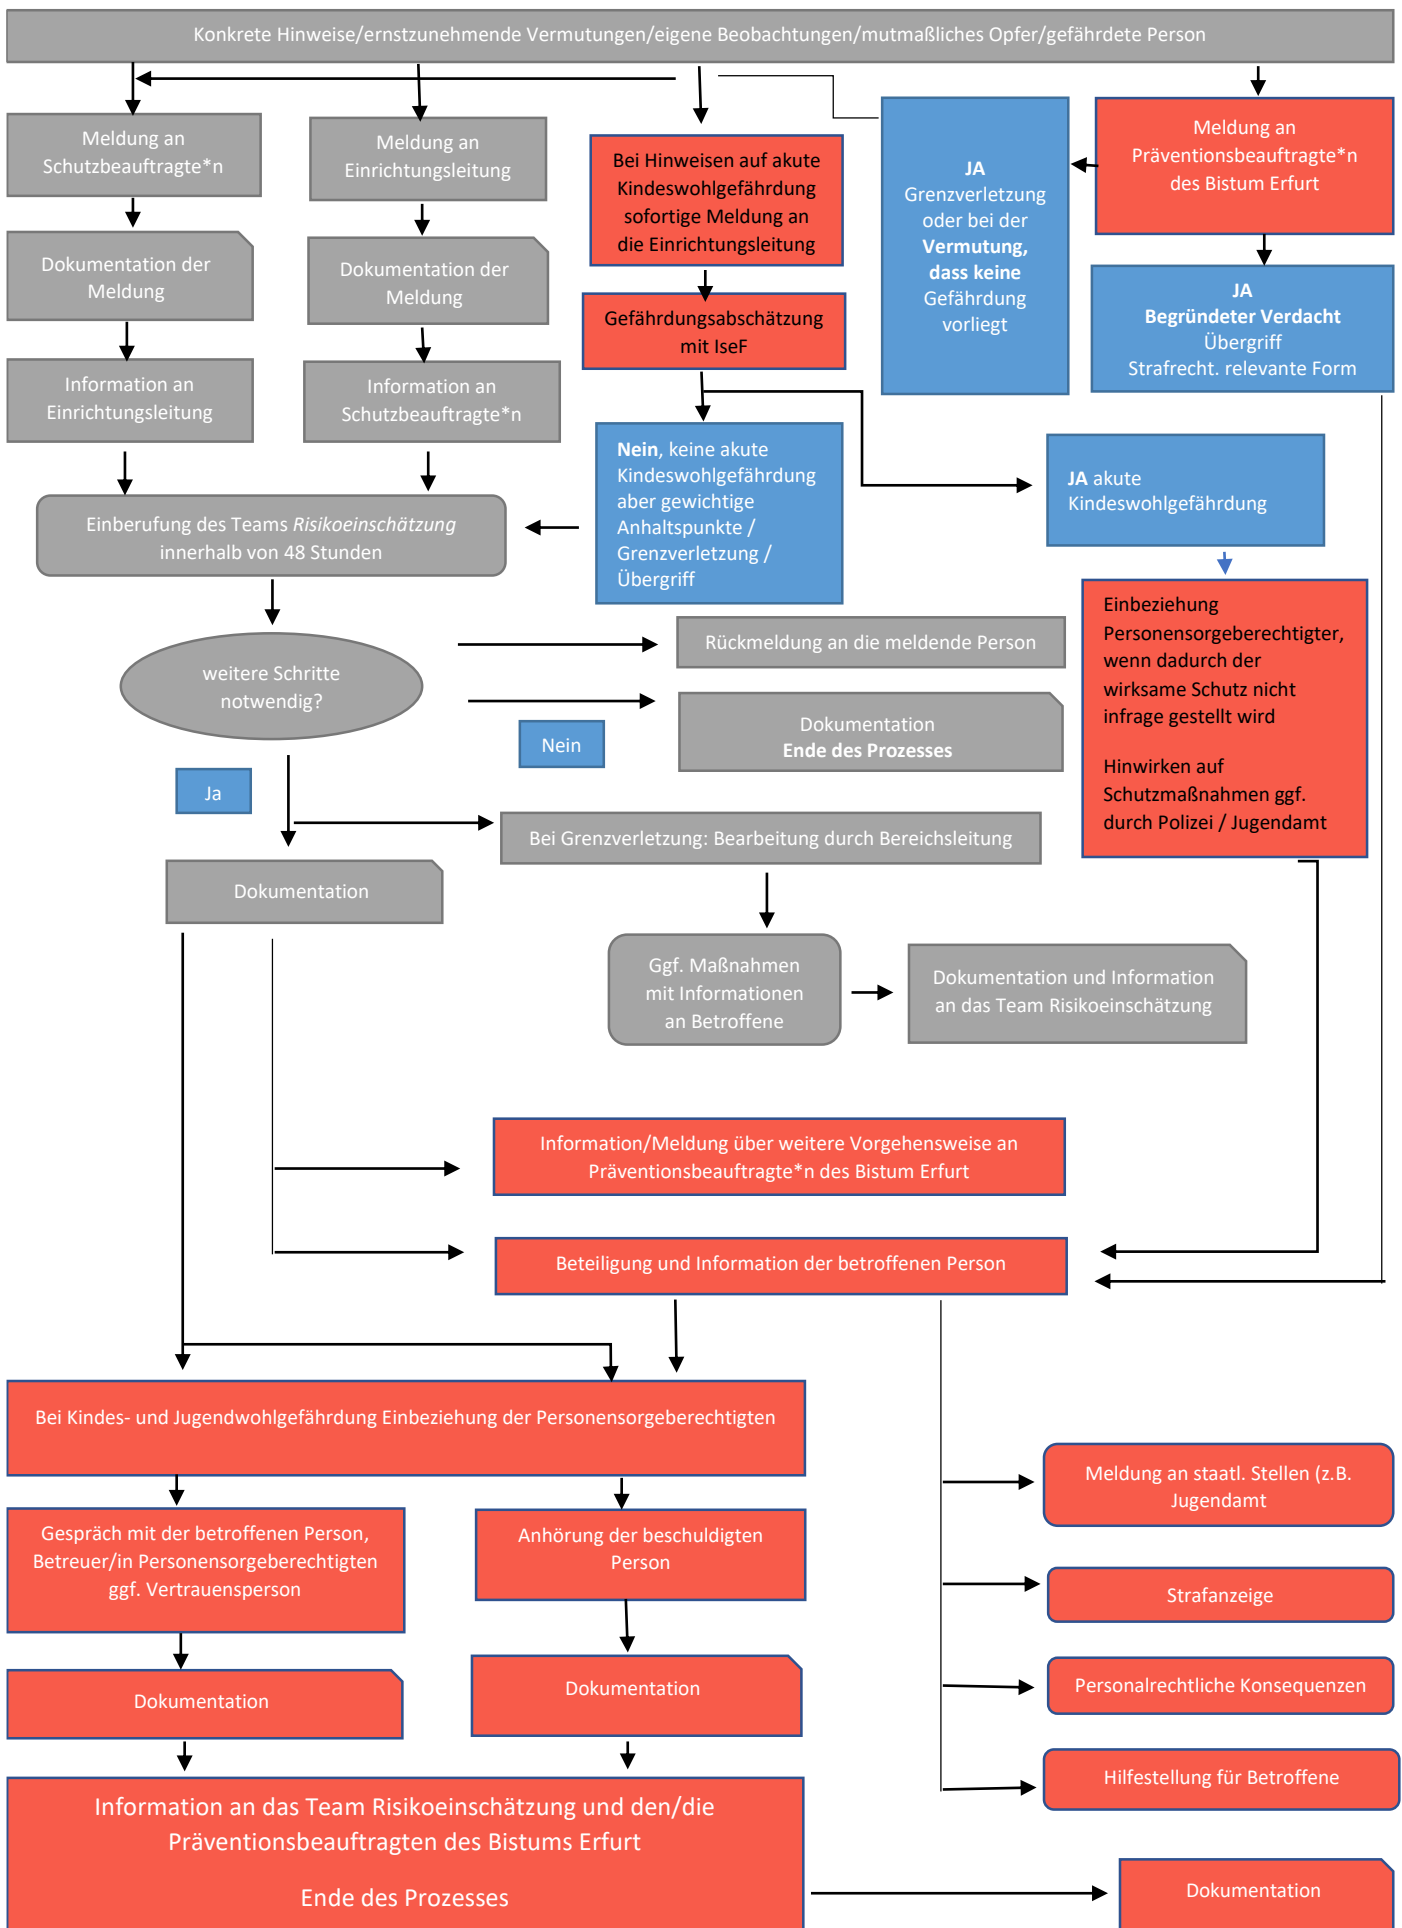 Konkrete Hinweise/ernstzunehmende Vermutungen/eigene Beobachtungen/mutmaßliches Opfer/gefährdete Person
Meldung an
Schutzbeauftragte*n
Meldung an
Einrichtungsleitung
Bei Hinweisen auf akute
Kindeswohlgefährdung
sofortige Meldung an
die Einrichtungsleitung
JA
Grenzverletzung
oder bei der
Vermutung,
dass keine
Gefährdung
vorliegt
Meldung an
Präventionsbeauftragte*n
des Bistum Erfurt
Dokumentation der
Meldung
Dokumentation der
Meldung
Gefährdungsabschätzung
mit IseF
JA
Begründeter Verdacht
Übergriff
Strafrecht. relevante Form
Information an
Einrichtungsleitung
Information an
Schutzbeauftragte*n
Nein, keine akute
Kindeswohlgefährdung
aber gewichtige
Anhaltspunkte /
Grenzverletzung /
Übergriff
JA akute
Kindeswohlgefährdung
Einberufung des Teams Risikoeinschätzung
innerhalb von 48 Stunden
Einbeziehung
Personensorgeberechtigter,
wenn dadurch der
wirksame Schutz nicht
infrage gestellt wird
Hinwirken auf
Schutzmaßnahmen ggf.
durch Polizei / Jugendamt
weitere Schritte
notwendig?
Rückmeldung an die meldende Person
Nein
Dokumentation
Ende des Prozesses
Ja
Bei Grenzverletzung: Bearbeitung durch Bereichsleitung
Dokumentation
Ggf. Maßnahmen
mit Informationen
an Betroffene
Dokumentation und Information
an das Team Risikoeinschätzung
Information/Meldung über weitere Vorgehensweise an
Präventionsbeauftragte*n des Bistum Erfurt
Beteiligung und Information der betroffenen Person
Bei Kindes- und Jugendwohlgefährdung Einbeziehung der Personensorgeberechtigten
Meldung an staatl. Stellen (z.B.
Jugendamt
Gespräch mit der betroffenen Person,
Betreuer/in Personensorgeberechtigten
ggf. Vertrauensperson
Anhörung der beschuldigten
Person
Strafanzeige
Dokumentation
Dokumentation
Personalrechtliche Konsequenzen
Hilfestellung für Betroffene
Information an das Team Risikoeinschätzung und den/die
Präventionsbeauftragten des Bistums Erfurt
Ende des Prozesses
Dokumentation